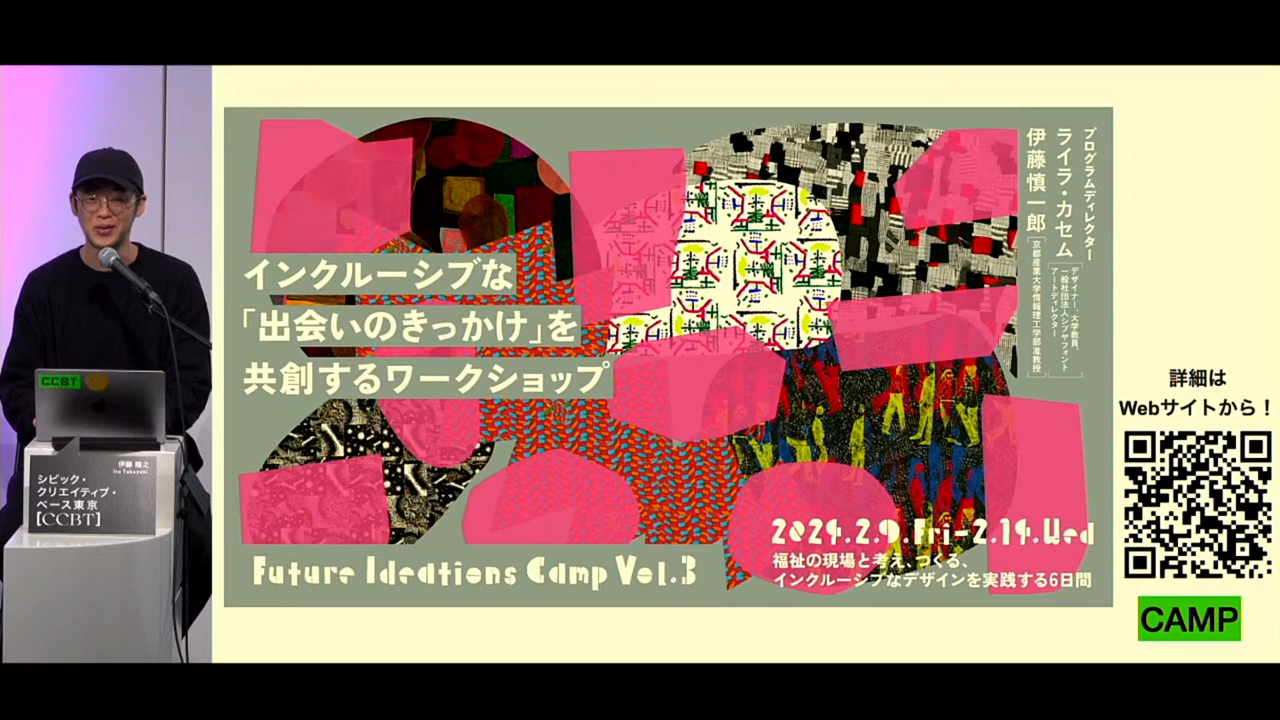 インクルーシブな
「出会いのきっかけ」を
共創するワークショップ
Future Ideations Camp Vol.3
2024.2.9.Fri–2.14.Wed
福祉の現場と考え、つくる、
インクルーシブなデザインを実践する6日間
プログラムディレクター
ライラ・カセム
デザイナー、大学教員、
一般社団法人シブヤフォント
アートディレクター
伊藤慎一郎
京都産業大学情報理工学部准教授
詳細は
Webサイトから！
CAMP
CCBT
伊藤 隆之
Ito Takayuki
シビック・
クリエイティブ・
ベース東京
[CCBT]